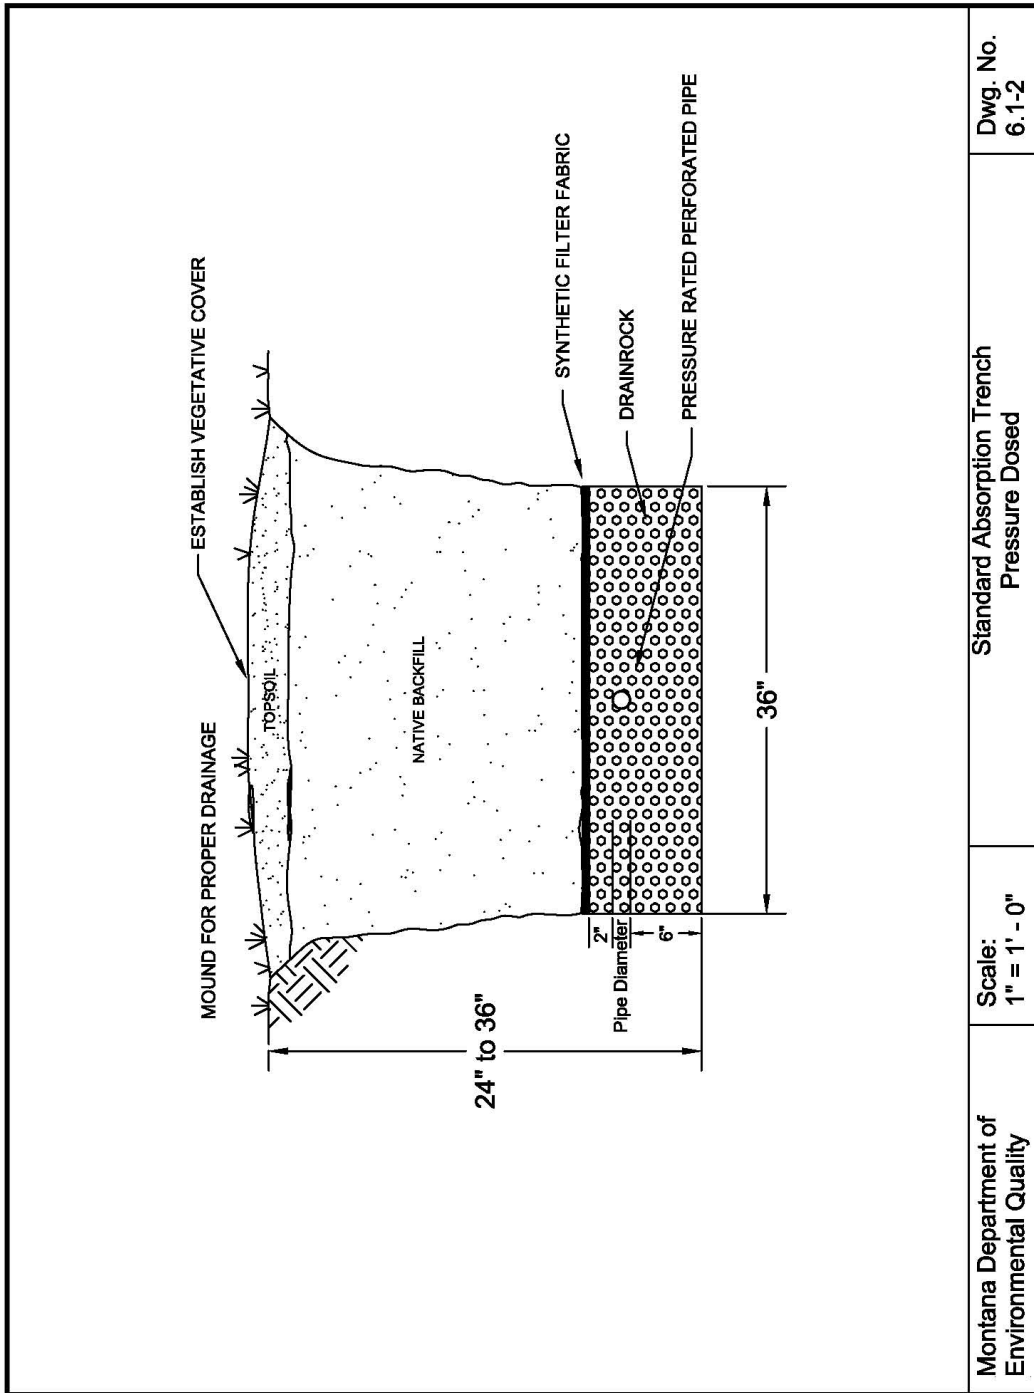 MOUND FOR PROPER DRAINAGE
ESTABLISH VEGETATIVE COVER
TOPSOIL
NATIVE BACKFILL
24" to 36"
2"
Pipe Diameter
6"
36"
SYNTHETIC FILTER FABRIC
DRAINROCK
PRESSURE RATED PERFORATED PIPE
Montana Department of
Environmental Quality
Scale:
1" = 1' - 0"
Standard Absorption Trench
Pressure Dosed
Dwg. No.
6.1-2